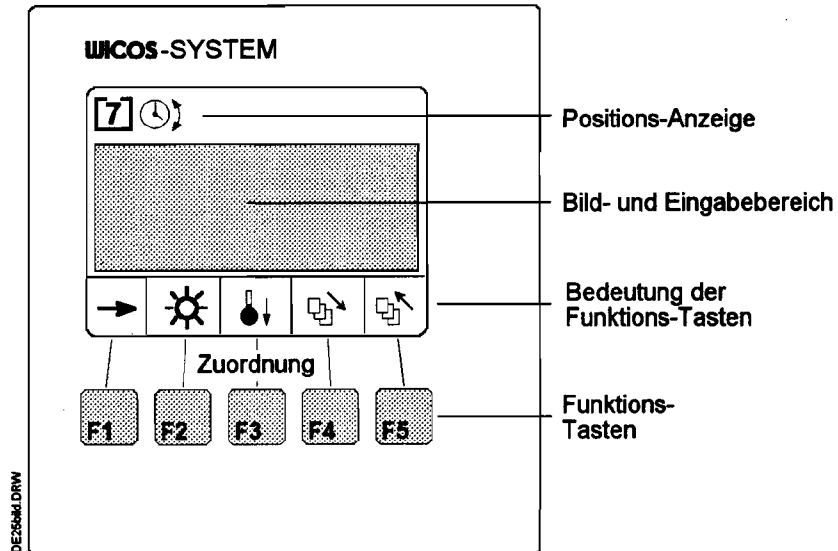 WICOS-SYSTEM
7
Positions-Anzeige
Bild- und Eingabebereich
Bedeutung der
Funktions-Tasten
Zuordnung
F1 F2 F3 F4 F5
Funktions-
Tasten
DE25bild.DRW